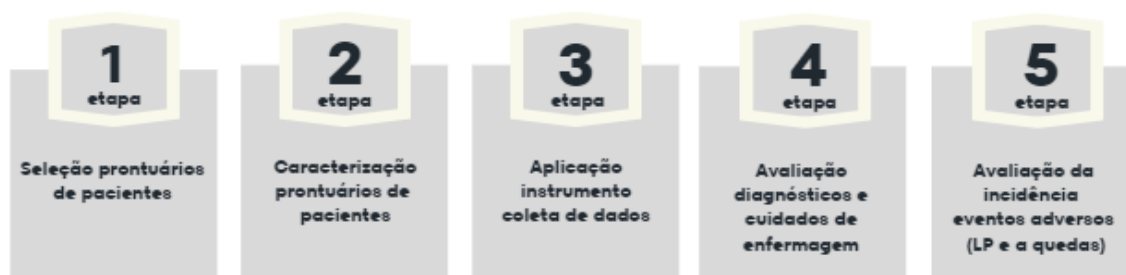 1
etapa
Seleção prontuários
de pacientes
2
etapa
Caracterização
prontuários de
pacientes
3
etapa
Aplicação
instrumento
coleta de dados
4
etapa
Avaliação
diagnósticos e
cuidados de
enfermagem
5
etapa
Avaliação da
incidência
eventos adversos
(LP e a quedas)